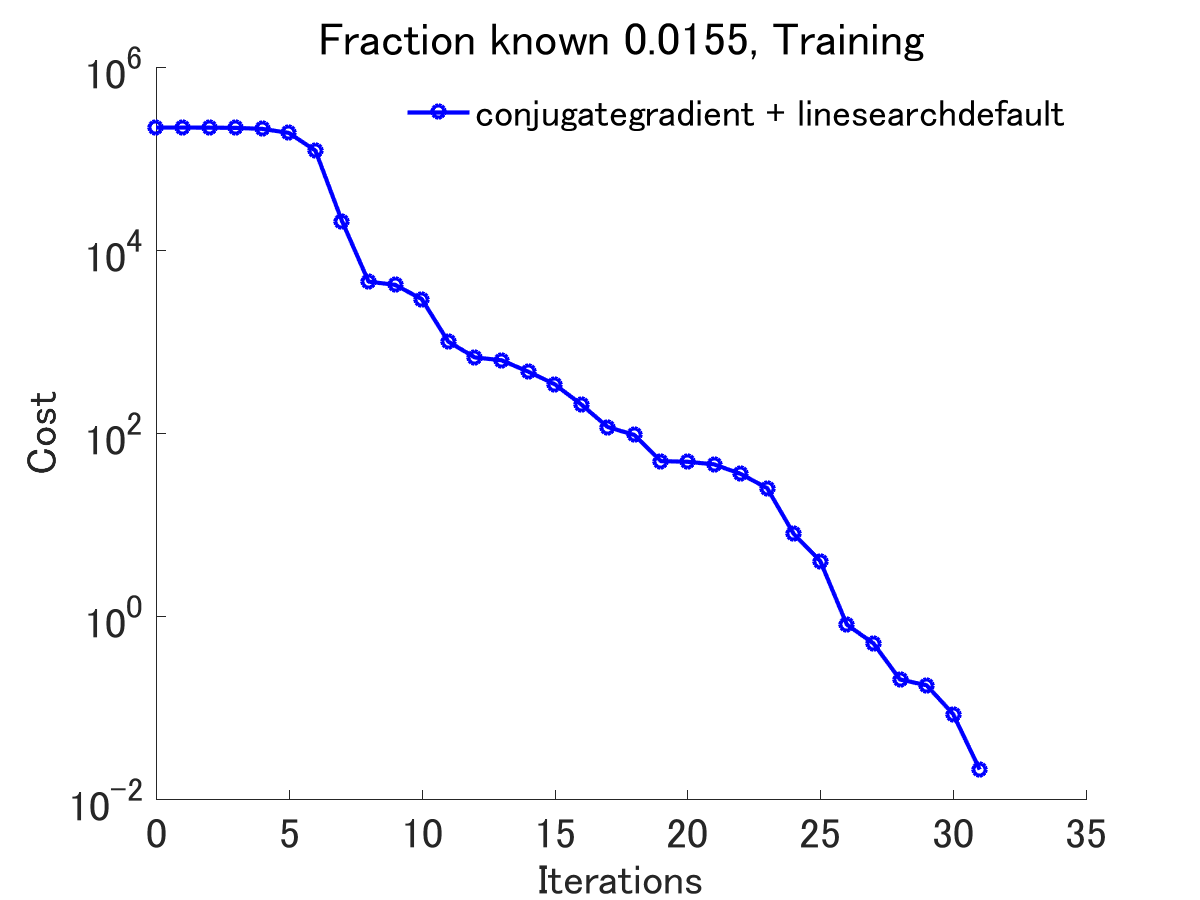 Fraction known 0.0155, Training
conjugategradient + linesearchdefault
10^6
10^4
10^2
10^0
10^-2
Cost
0 5 10 15 20 25 30 35
Iterations